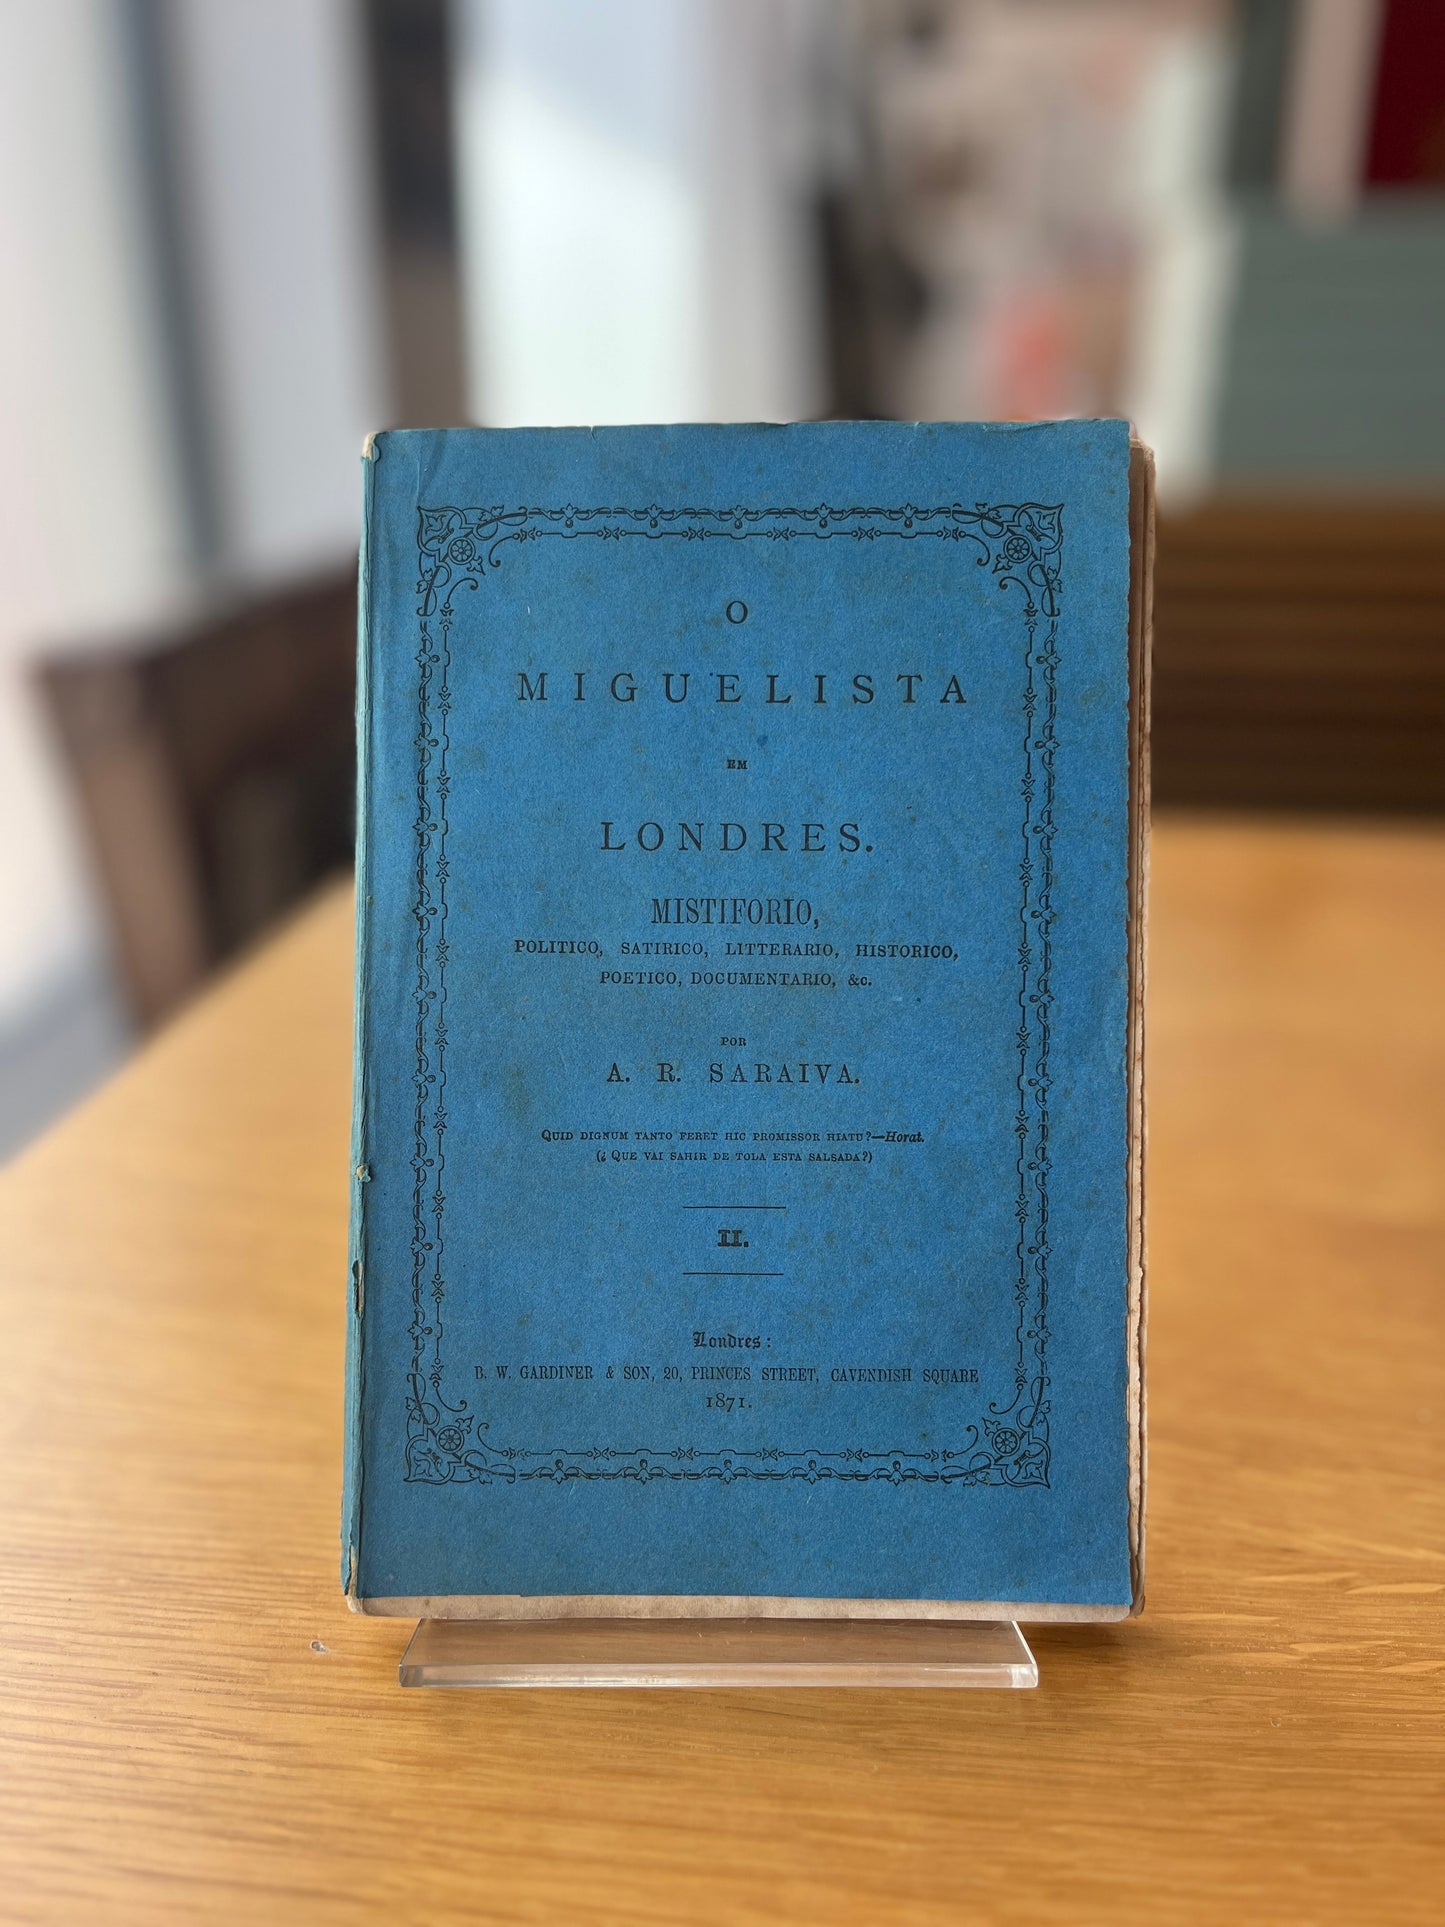 O
MIGUELISTA
EM
LONDRES.
MISTIFORIO,
POLITICO, SATIRICO, LITTERARIO, HISTORICO,
POETICO, DOCUMENTARIO, &c.
POR
A. R. SARAIVA.
QUID DIGNUM TANTO FERET HIC PROMISSOR HIATU?—Horat.
(¿ QUE VAI SAHIR DE TOLA ESTA SALSADA?)
II.
Londres:
B. W. GARDINER & SON, 20, PRINCES STREET, CAVENDISH SQUARE
1871.